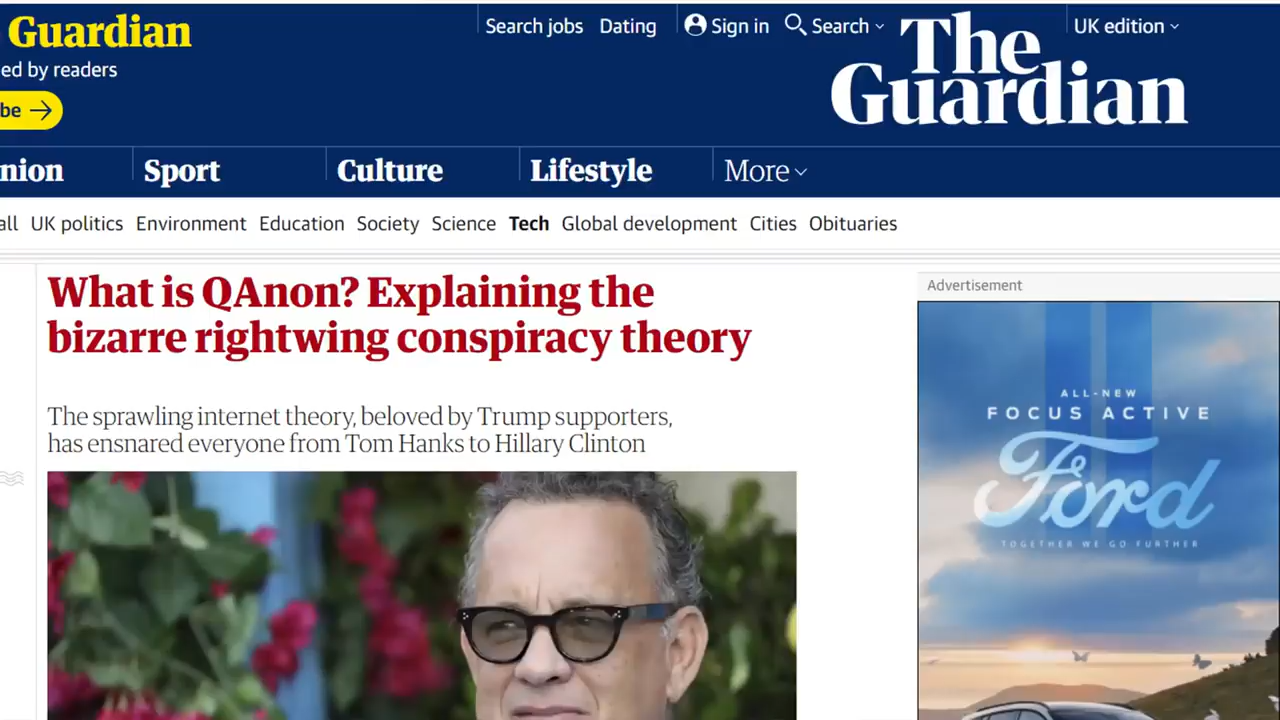 Guardian
ed by readers
be
Search jobs Dating Sign in Search UK edition
The
Guardian
nion Sport Culture Lifestyle More
all UK politics Environment Education Society Science Tech Global development Cities Obituaries
What is QAnon? Explaining the
bizarre rightwing conspiracy theory
The sprawling internet theory, beloved by Trump supporters,
has ensnared everyone from Tom Hanks to Hillary Clinton
Advertisement
ALL-NEW
FOCUS ACTIVE
Ford
TOGETHER WE GO FURTHER